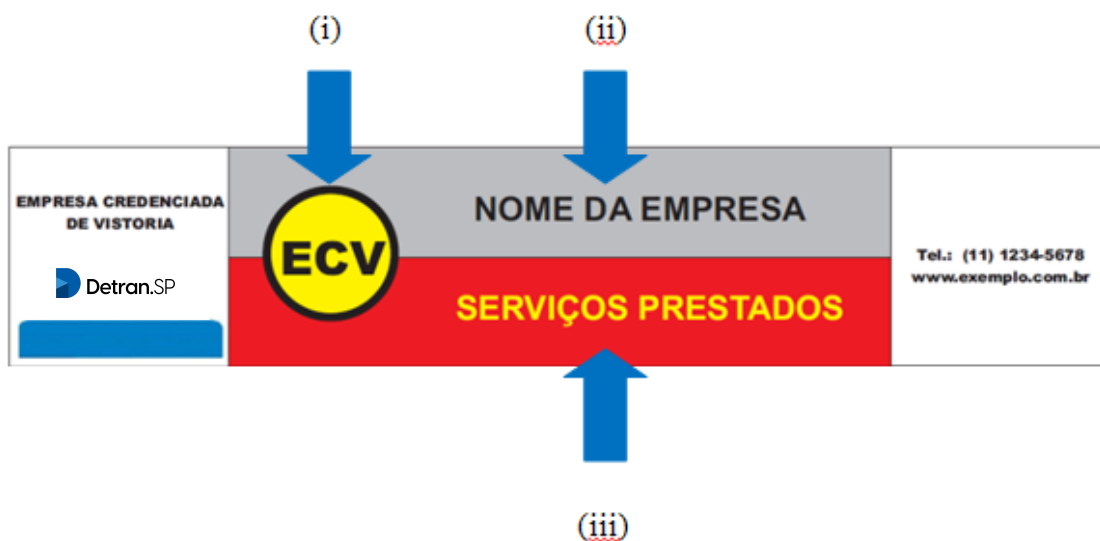 (i)
(ii)
EMPRESA CREDENCIADA
DE VISTORIA
Detran.SP
ECV
NOME DA EMPRESA
SERVIÇOS PRESTADOS
Tel.: (11) 1234-5678
www.exemplo.com.br
(iii)